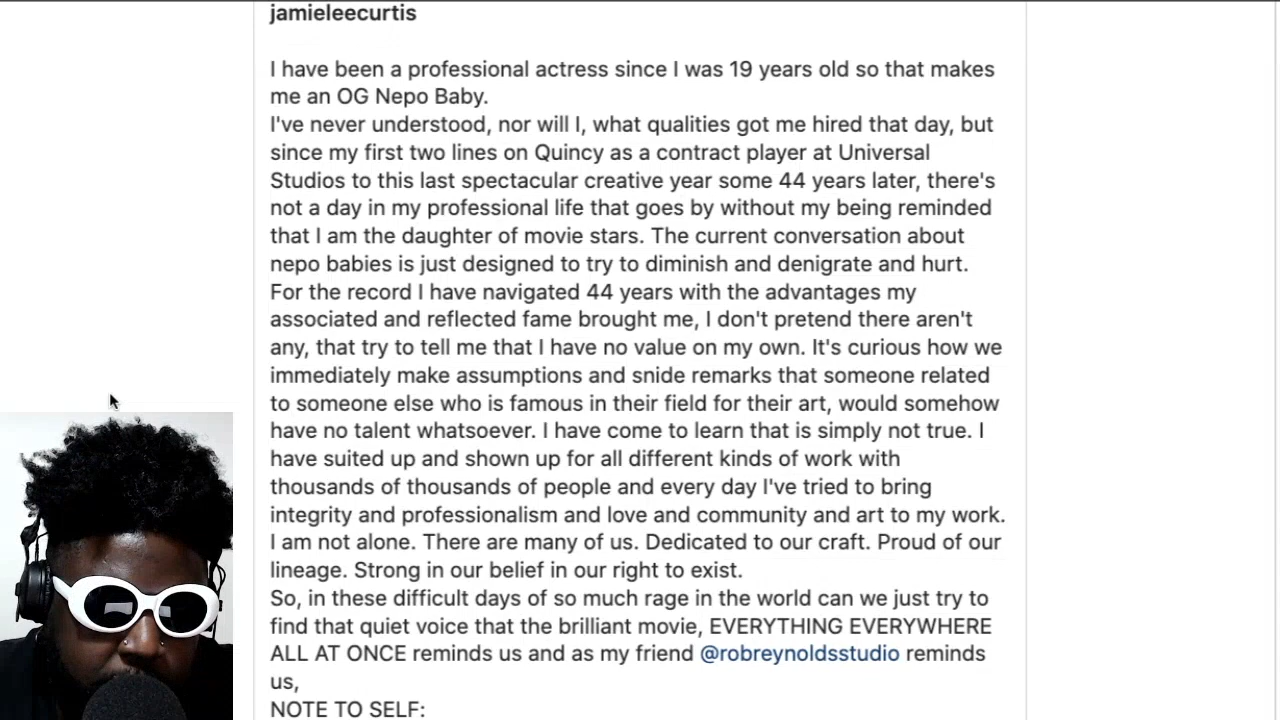 jamieleecurtis
I have been a professional actress since I was 19 years old so that makes
me an OG Nepo Baby.
I've never understood, nor will I, what qualities got me hired that day, but
since my first two lines on Quincy as a contract player at Universal
Studios to this last spectacular creative year some 44 years later, there's
not a day in my professional life that goes by without my being reminded
that I am the daughter of movie stars. The current conversation about
nepo babies is just designed to try to diminish and denigrate and hurt.
For the record I have navigated 44 years with the advantages my
associated and reflected fame brought me, I don't pretend there aren't
any, that try to tell me that I have no value on my own. It's curious how we
immediately make assumptions and snide remarks that someone related
to someone else who is famous in their field for their art, would somehow
have no talent whatsoever. I have come to learn that is simply not true. I
have suited up and shown up for all different kinds of work with
thousands of thousands of people and every day I've tried to bring
integrity and professionalism and love and community and art to my work.
I am not alone. There are many of us. Dedicated to our craft. Proud of our
lineage. Strong in our belief in our right to exist.
So, in these difficult days of so much rage in the world can we just try to
find that quiet voice that the brilliant movie, EVERYTHING EVERYWHERE
ALL AT ONCE reminds us and as my friend @robreynoldsstudio reminds
us,
NOTE TO SELF: